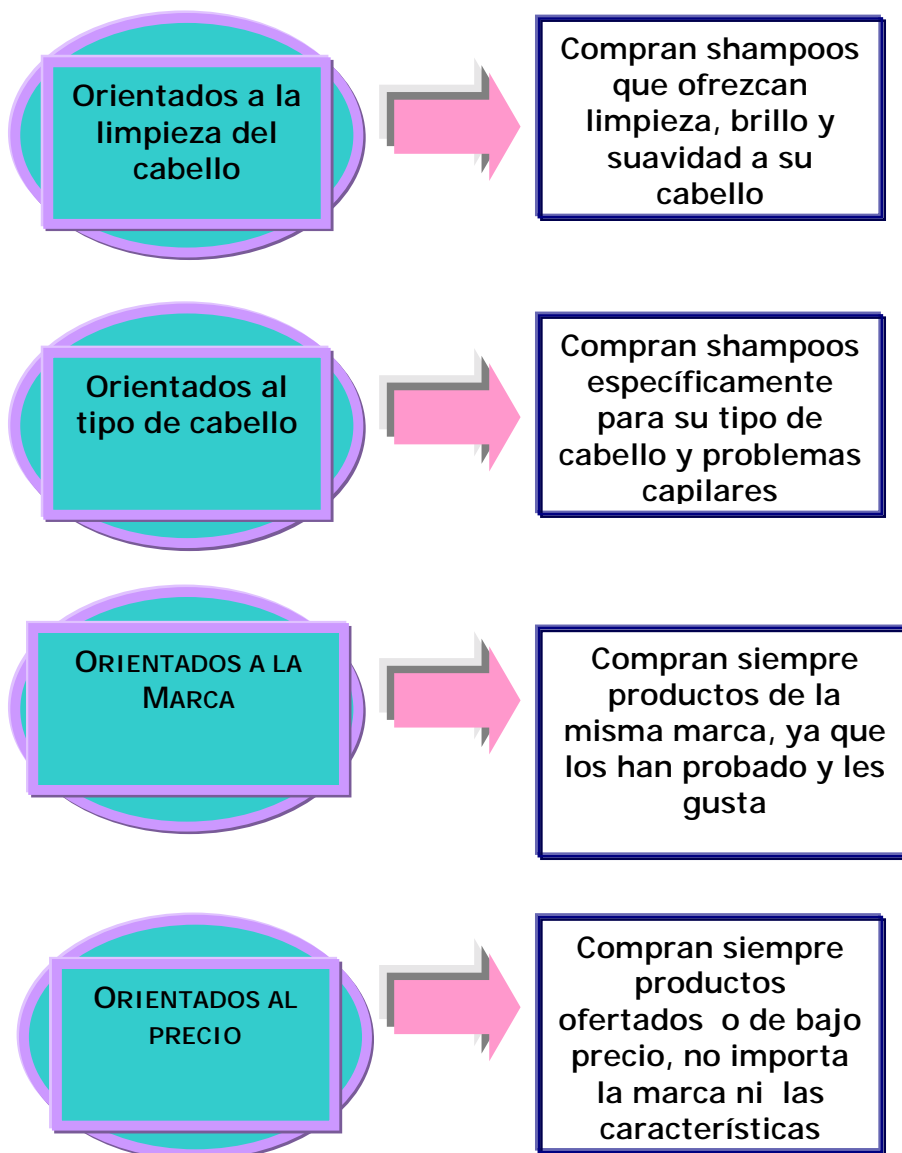 Orientados a la
limpieza del
cabello
Compran shampoos
que ofrezcan
limpieza, brillo y
suavidad a su
cabello
Orientados al
tipo de cabello
Compran shampoos
específicamente
para su tipo de
cabello y problemas
capilares
ORIENTADOS A LA
MARCA
Compran siempre
productos de la
misma marca, ya que
los han probado y les
gusta
ORIENTADOS AL
PRECIO
Compran siempre
productos
ofertados o de bajo
precio, no importa
la marca ni las
características